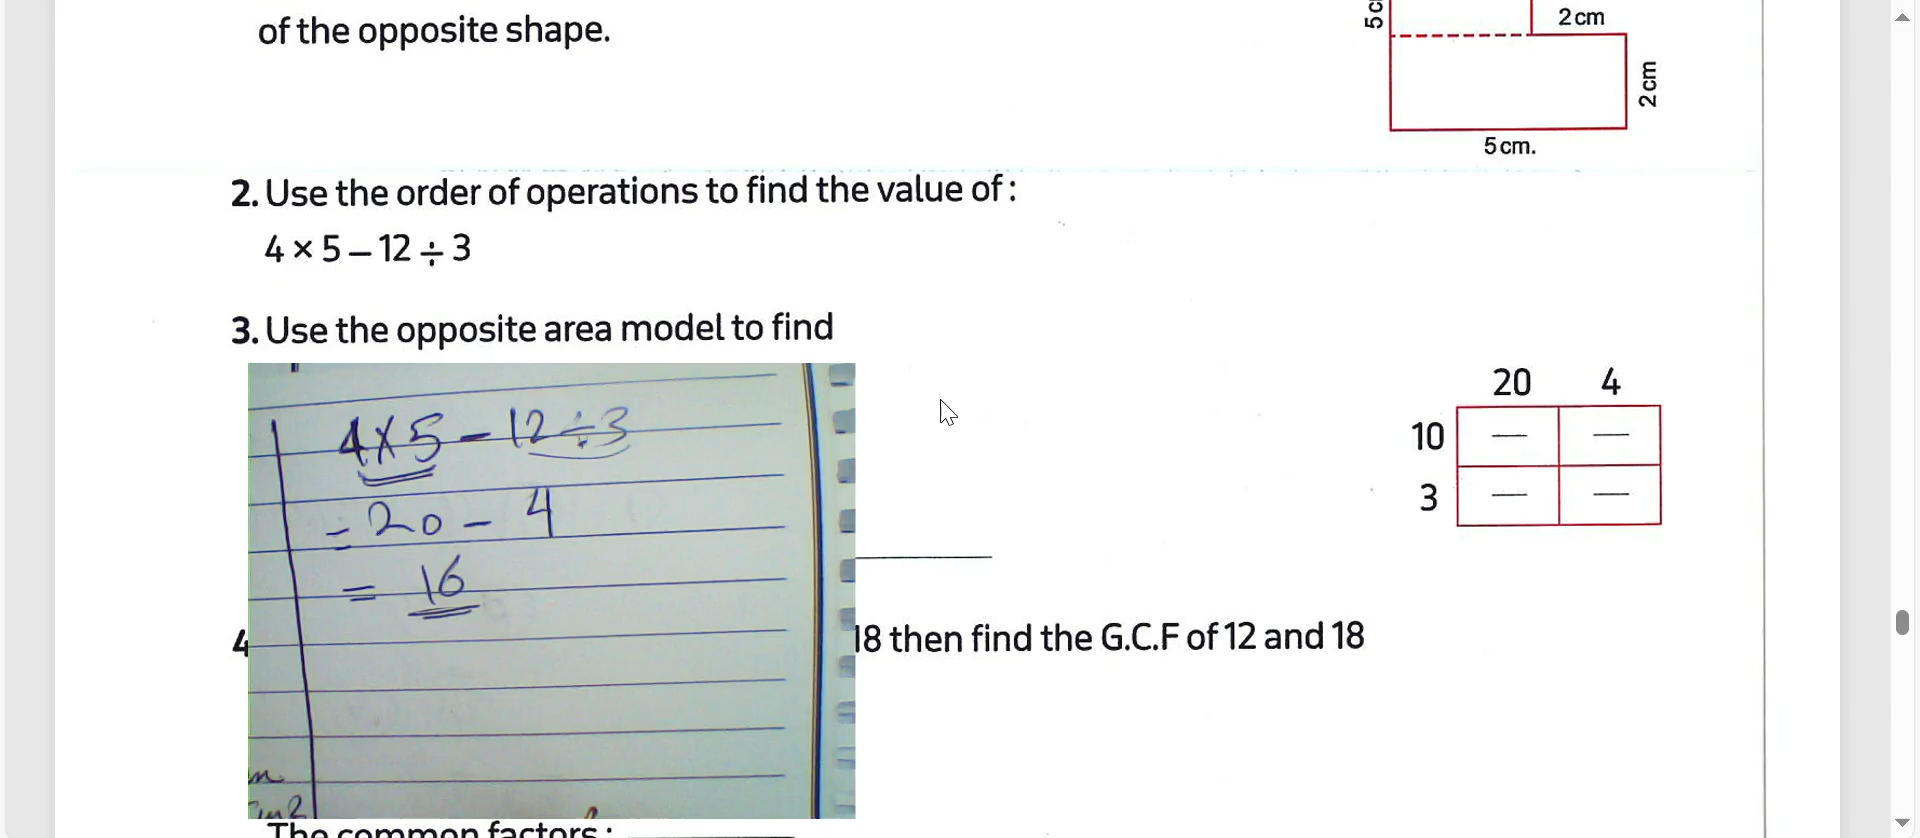 of the opposite shape.
5 c
2 cm
2 cm
5 cm.
2. Use the order of operations to find the value of :
4 × 5 – 12 ÷ 3
3. Use the opposite area model to find
20 4
10 — —
3 — —
4×5 - 12÷3
= 20 - 4
= 16
4
18 then find the G.C.F of 12 and 18
The common factors :